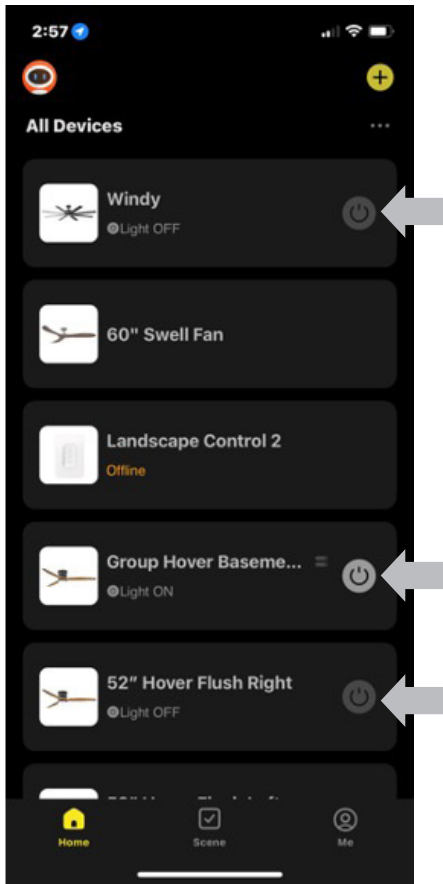 2:57
All Devices
Windy
Light OFF
60" Swell Fan
Landscape Control 2
Offline
Group Hover Baseme...
Light ON
52” Hover Flush Right
Light OFF
Home
Scene
Me